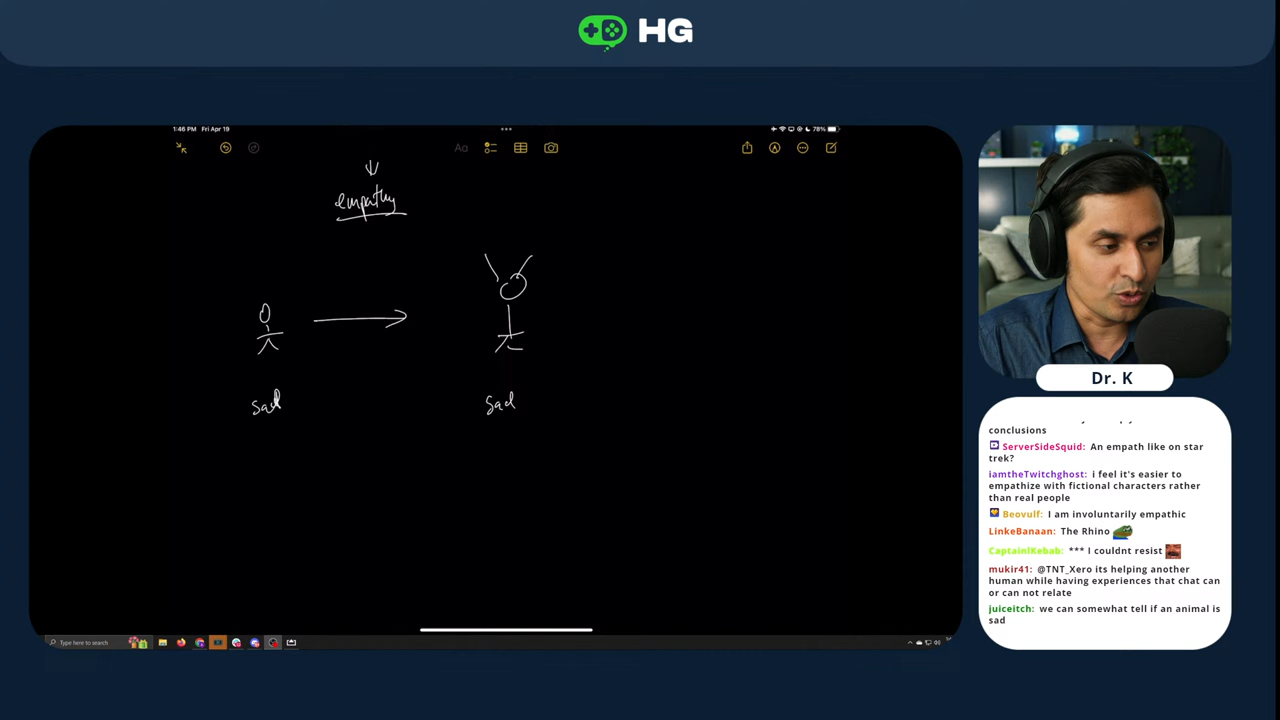 HG
1:46 PM Fri Apr 19
78%
Aa
empathy
sad
sad
Type here to search
Dr. K
conclusions
ServerSideSquid: An empath like on star
trek?
iamtheTwitchghost: i feel it's easier to
empathize with fictional characters rather
than real people
Beovulf: I am involuntarily empathic
LinkeBanaan: The Rhino
CaptainlKebab: *** I couldnt resist
mukir41: @TNT_Xero its helping another
human while having experiences that chat can
or can not relate
juiceitch: we can somewhat tell if an animal is
sad